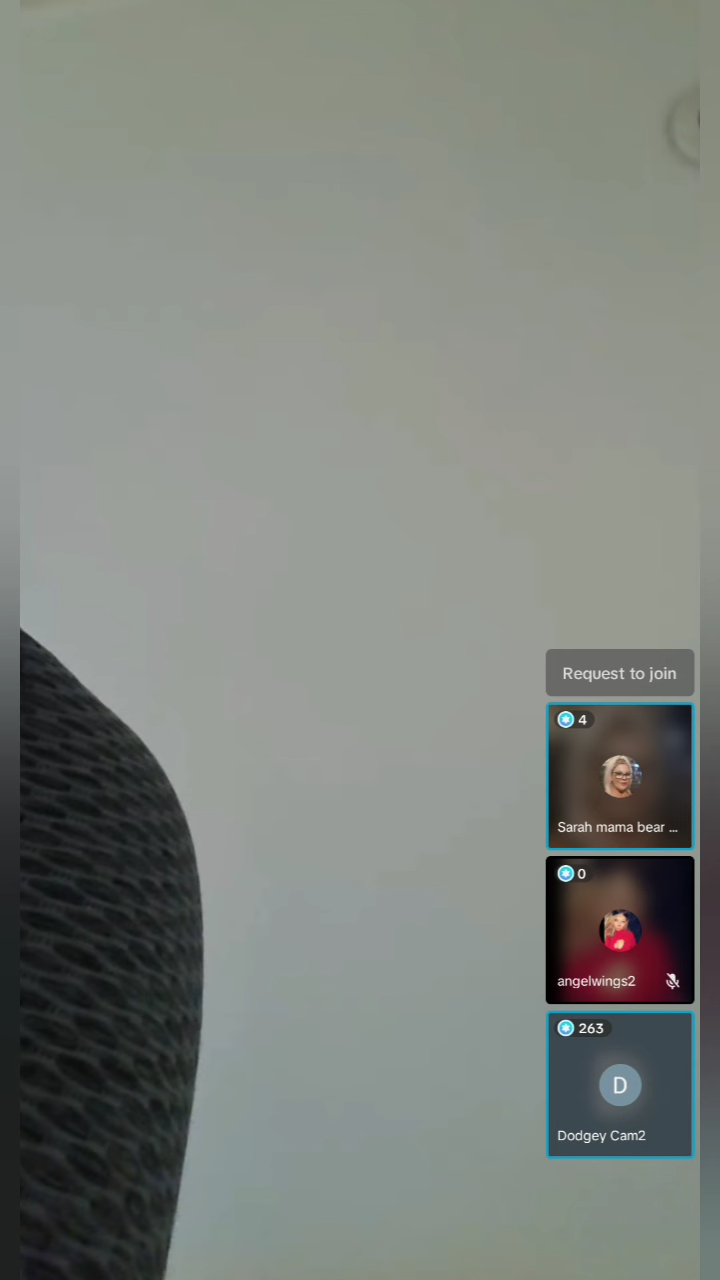 Request to join
4
Sarah mama bear ...
0
angelwings2
263
D
Dodgey Cam2